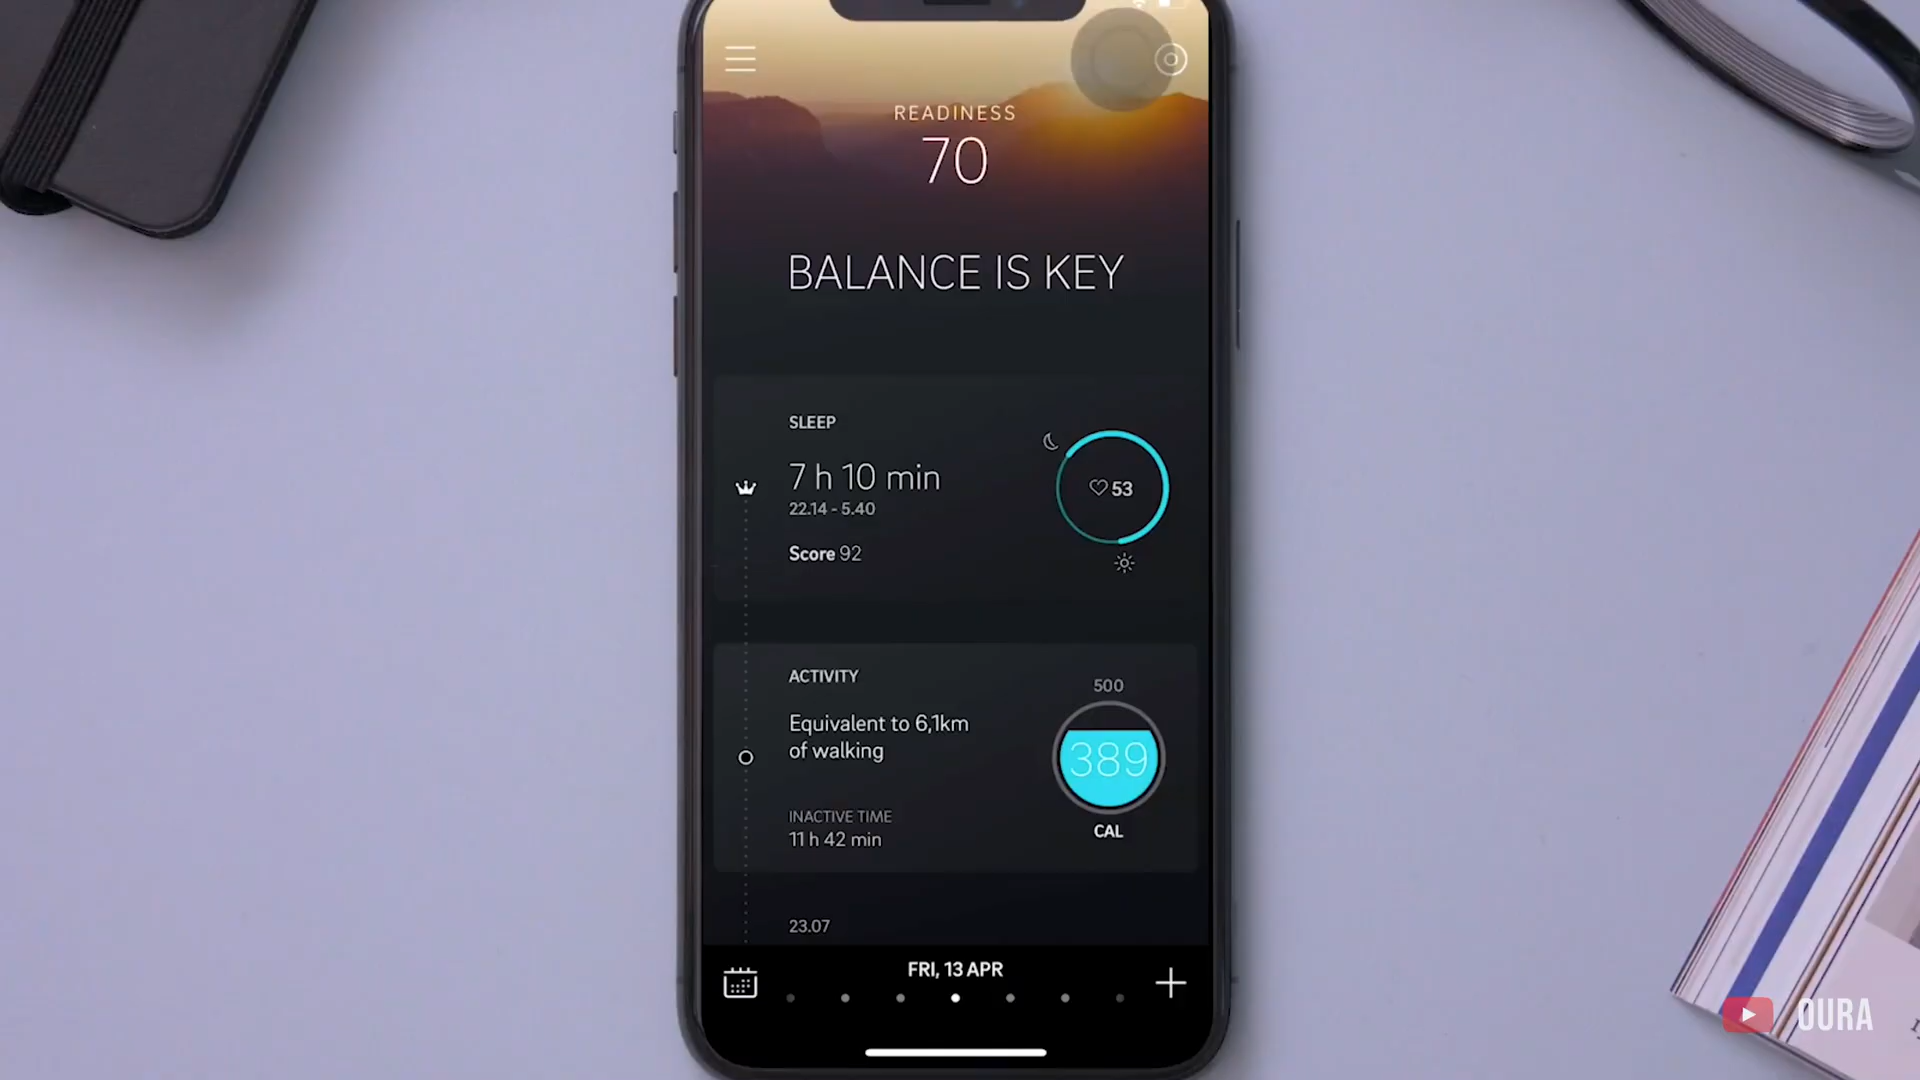 READINESS
70
BALANCE IS KEY
SLEEP
7 h 10 min
22.14 - 5.40
Score 92
53
ACTIVITY
Equivalent to 6,1km
of walking
INACTIVE TIME
11 h 42 min
500
389
CAL
23.07
FRI, 13 APR
OURA